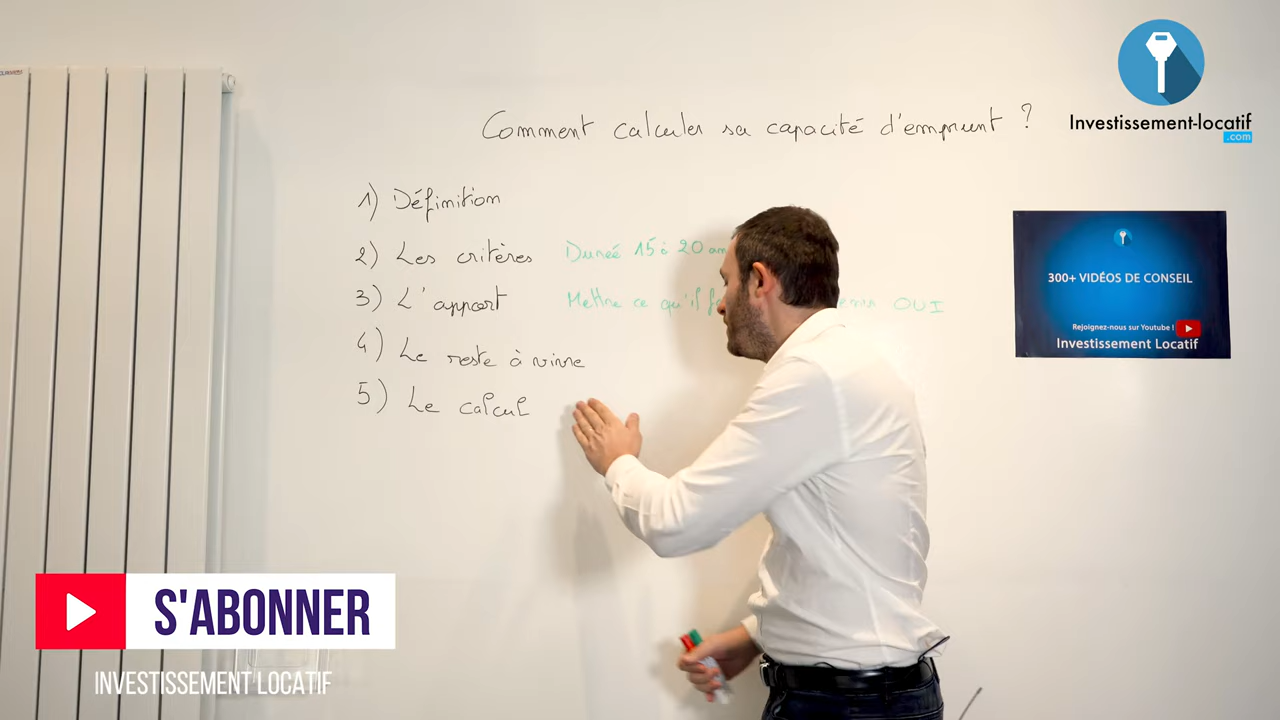 Comment calculer sa capacité d'emprunt ?
Investissement-locatif
.com
1) Définition
2) Les critères Durée 15 à 20 an
3) L'apport Mettre ce qu'il OUI
4) Le reste à vivre
5) Le calcul
300+ VIDÉOS DE CONSEIL
Rejoignez-nous sur Youtube !
Investissement Locatif
S'ABONNER
INVESTISSEMENT LOCATIF